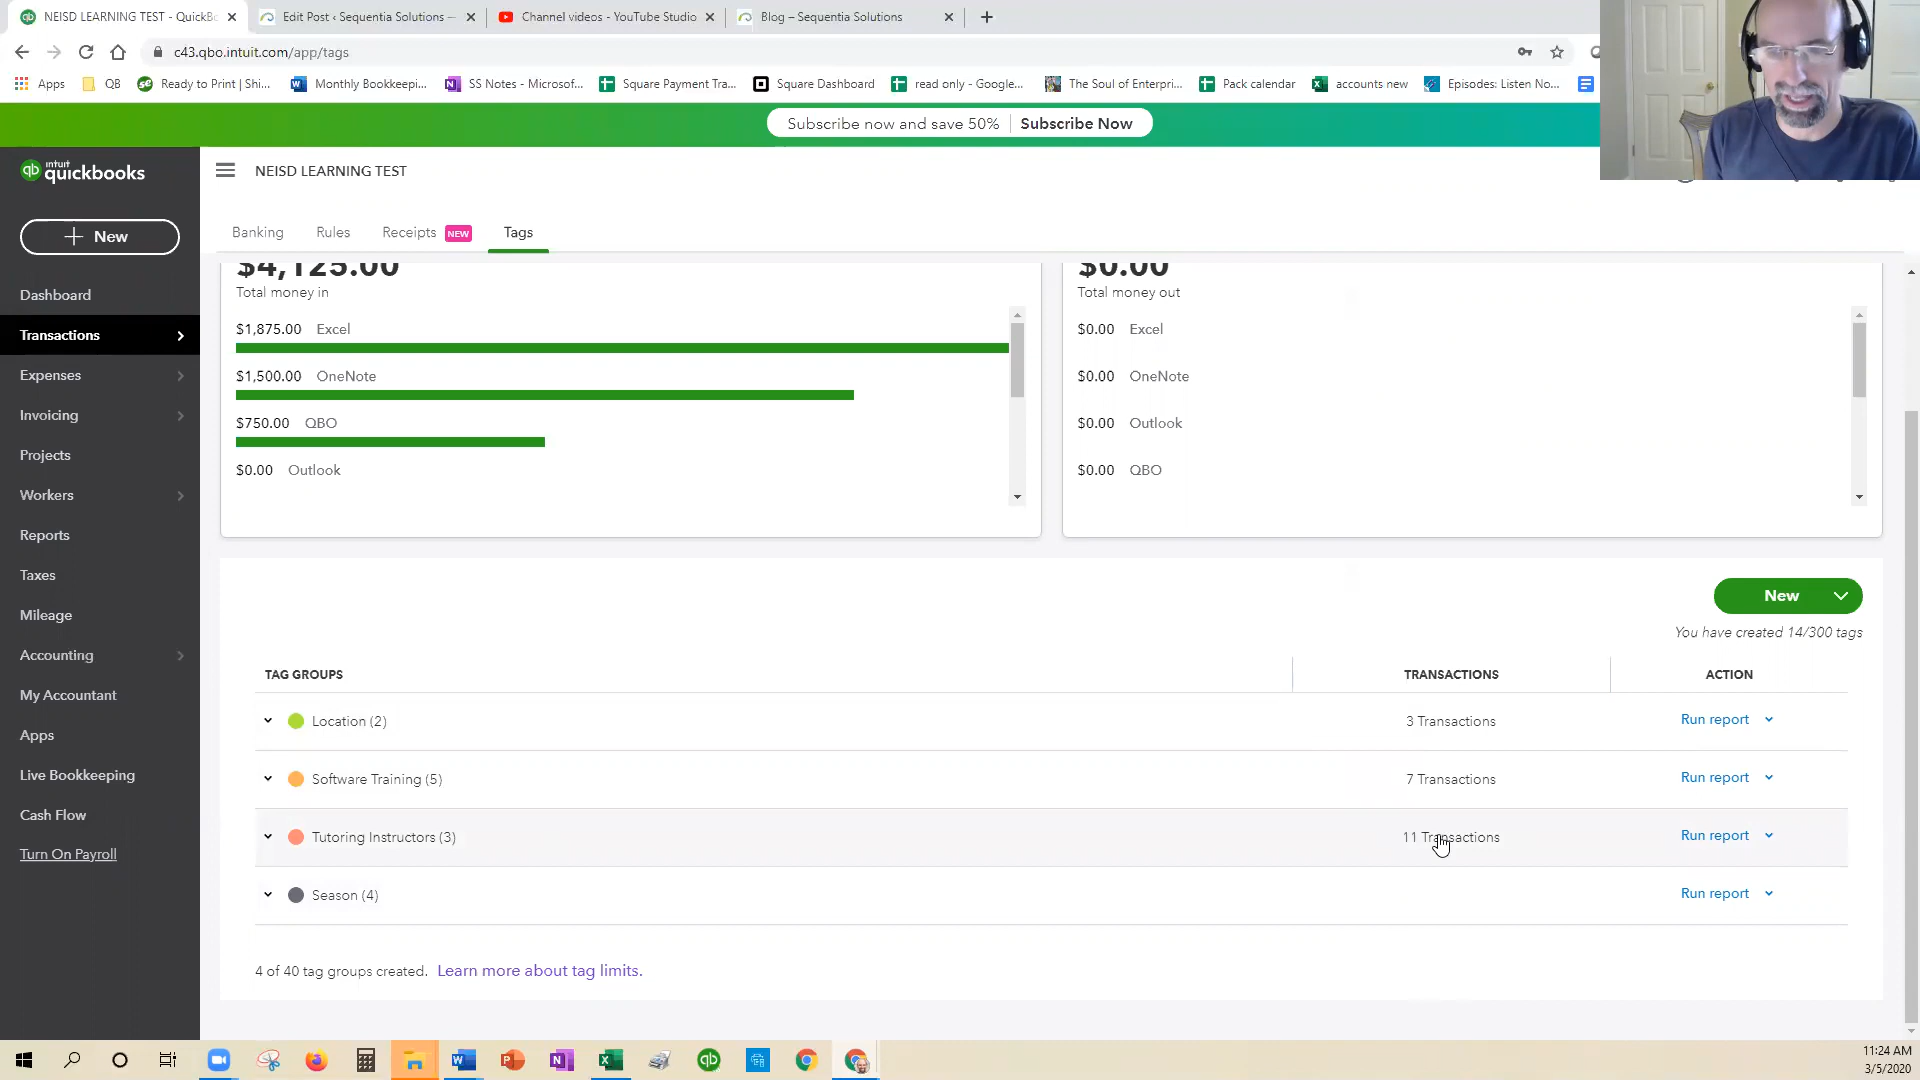 NEISD LEARNING TEST - QuickBo
Edit Post ‹ Sequentia Solutions —
Channel videos - YouTube Studio
Blog – Sequentia Solutions
c43.qbo.intuit.com/app/tags
Apps
QB
Ready to Print | Shi...
Monthly Bookkeepi...
SS Notes - Microsof...
Square Payment Tra...
Square Dashboard
read only - Google...
The Soul of Enterpri...
Pack calendar
accounts new
Episodes: Listen No...
Subscribe now and save 50%
Subscribe Now
qb intuit
quickbooks
NEISD LEARNING TEST
+ New
Banking
Rules
Receipts NEW
Tags
Dashboard
Transactions
Expenses
Invoicing
Projects
Workers
Reports
Taxes
Mileage
Accounting
My Accountant
Apps
Live Bookkeeping
Cash Flow
Turn On Payroll
$4,125.00
Total money in
$1,875.00 Excel
$1,500.00 OneNote
$750.00 QBO
$0.00 Outlook
$0.00
Total money out
$0.00 Excel
$0.00 OneNote
$0.00 Outlook
$0.00 QBO
New
You have created 14/300 tags
TAG GROUPS
TRANSACTIONS
ACTION
Location (2)
3 Transactions
Run report
Software Training (5)
7 Transactions
Run report
Tutoring Instructors (3)
11 Transactions
Run report
Season (4)
Run report
4 of 40 tag groups created. Learn more about tag limits.
11:24 AM
3/5/2020